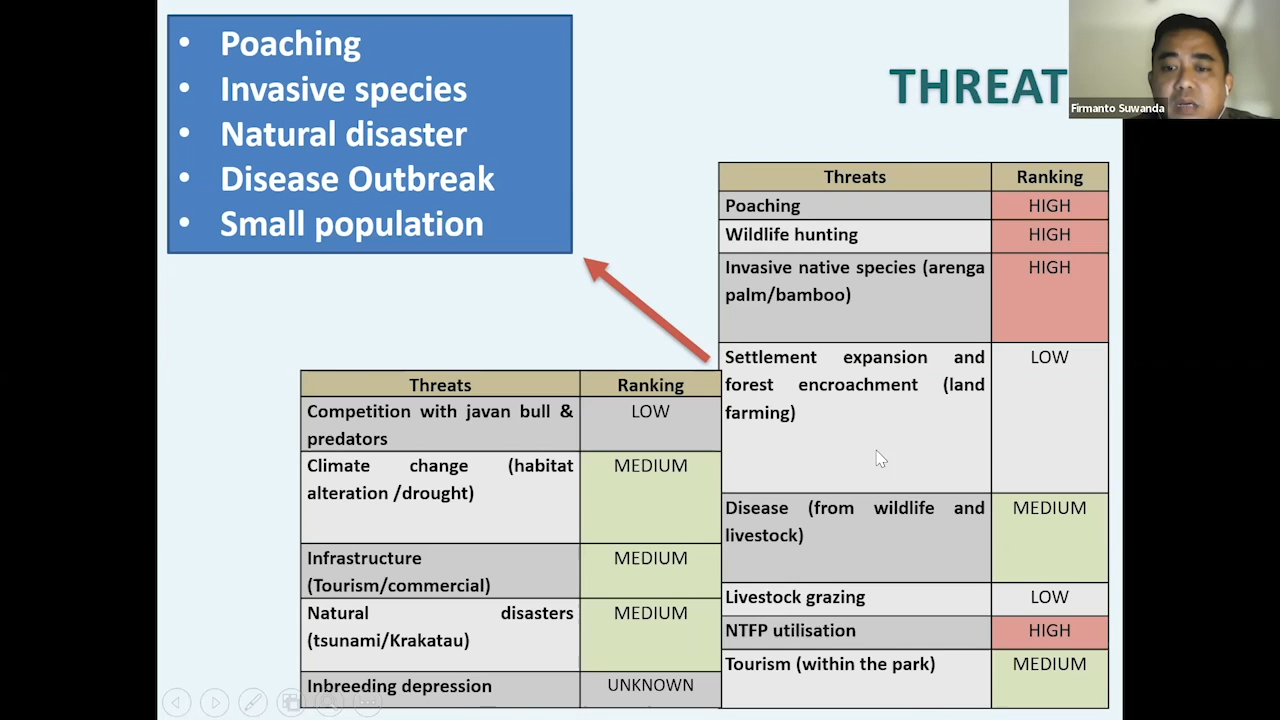 • Poaching
• Invasive species
• Natural disaster
• Disease Outbreak
• Small population
THREAT
Firmanto Suwanda
Threats Ranking
Poaching HIGH
Wildlife hunting HIGH
Invasive native species (arenga HIGH
palm/bamboo)
Settlement expansion and LOW
forest encroachment (land
farming)
Disease (from wildlife and MEDIUM
livestock)
Livestock grazing LOW
NTFP utilisation HIGH
Tourism (within the park) MEDIUM
Threats Ranking
Competition with javan bull & LOW
predators
Climate change (habitat MEDIUM
alteration /drought)
Infrastructure MEDIUM
(Tourism/commercial)
Natural disasters MEDIUM
(tsunami/Krakatau)
Inbreeding depression UNKNOWN